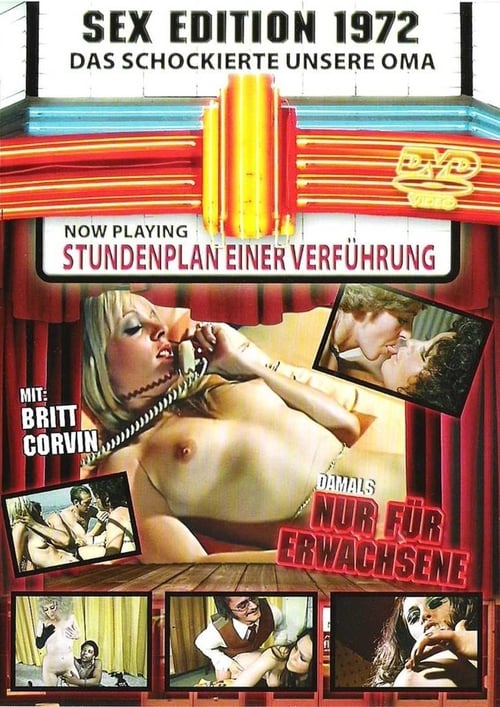 SEX EDITION 1972
DAS SCHOCKIERTE UNSERE OMA
DVD
VIDEO
NOW PLAYING
STUNDENPLAN EINER VERFÜHRUNG
MIT:
BRITT
CORVIN
DAMALS
NUR FÜR
ERWACHSENE